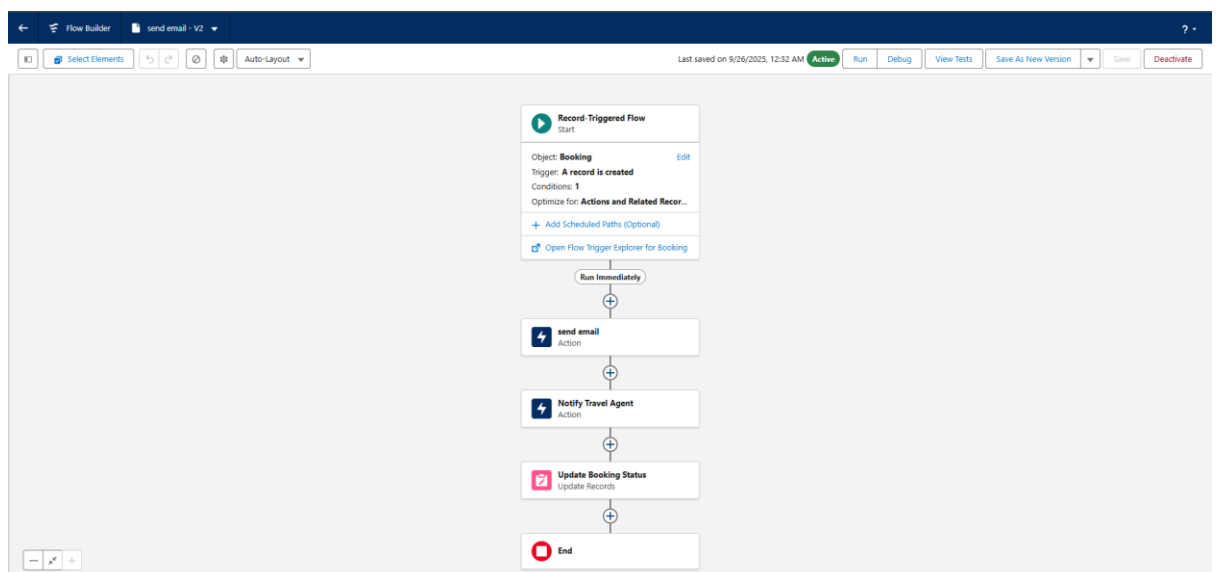 Flow Builder
send email - V2
?
Select Elements
Auto-Layout
Last saved on 9/26/2025, 12:32 AM
Active
Run
Debug
View Tests
Save As New Version
Save
Deactivate
Record-Triggered Flow
Start
Object: Booking
Edit
Trigger: A record is created
Conditions: 1
Optimize for: Actions and Related Recor...
+ Add Scheduled Paths (Optional)
Open Flow Trigger Explorer for Booking
Run Immediately
send email
Action
Notify Travel Agent
Action
Update Booking Status
Update Records
End